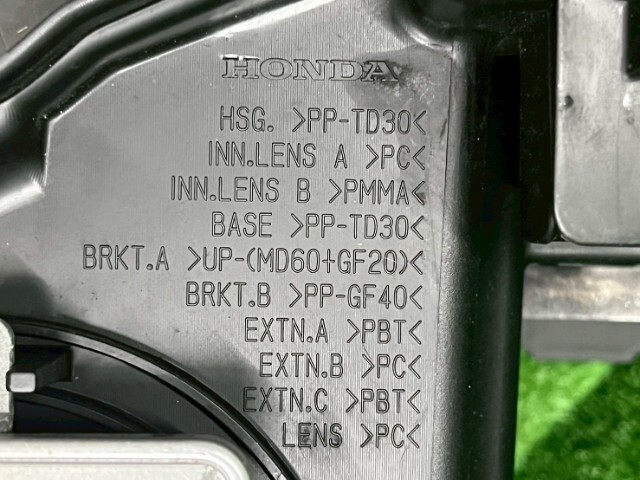 HONDA
HSG. >PP-TD30<
INN.LENS A >PC<
INN.LENS B >PMMA<
BASE >PP-TD30<
BRKT.A >UP-(MD60+GF20)<
BRKT.B >PP-GF40<
EXTN.A >PBT<
EXTN.B >PC<
EXTN.C >PBT<
LENS >PC<